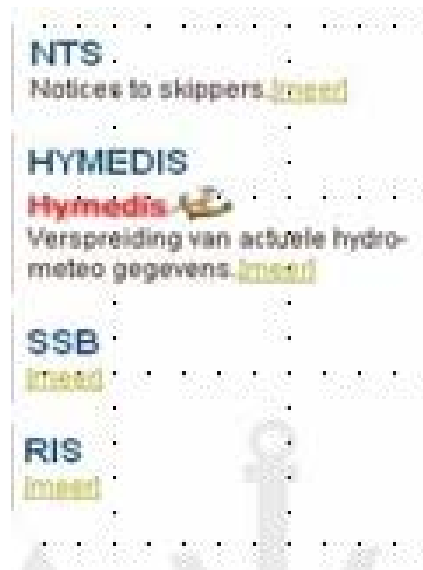 NTS
Notices to skippers.[meer]
HYMEDIS
Hymedis
Verspreiding van actuele hydro-
meteo gegevens.[meer]
SSB
[meer]
RIS
[meer]